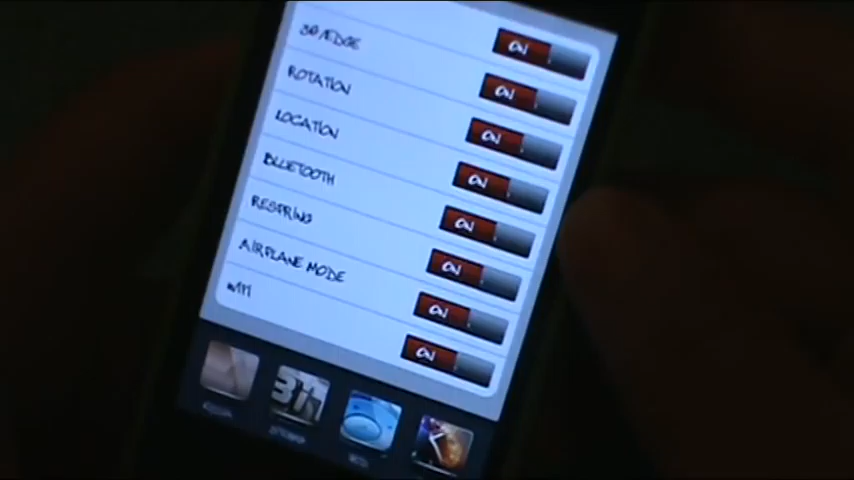 3G/EDGE ON
ROTATION ON
LOCATION ON
BLUETOOTH ON
RESPRING ON
AIRPLANE MODE ON
WIFI ON
ON